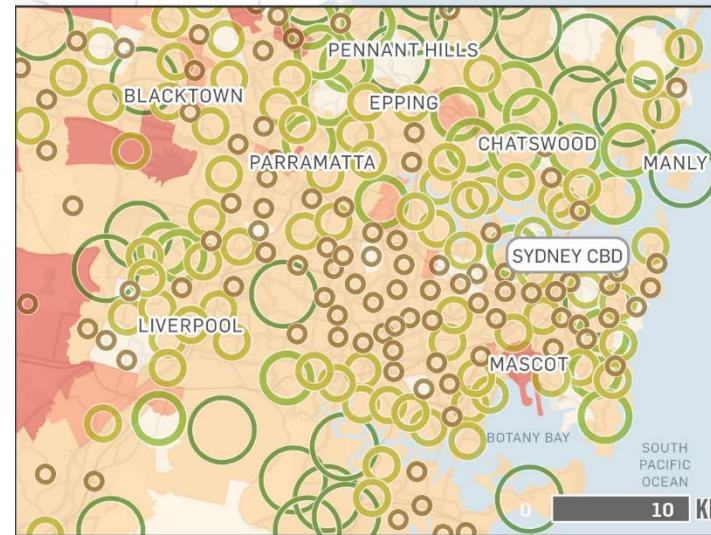 PENNANT HILLS
BLACKTOWN
EPPING
CHATSWOOD
PARRAMATTA
MANLY
SYDNEY CBD
LIVERPOOL
MASCOT
BOTANY BAY
SOUTH
PACIFIC
OCEAN
0 10 K